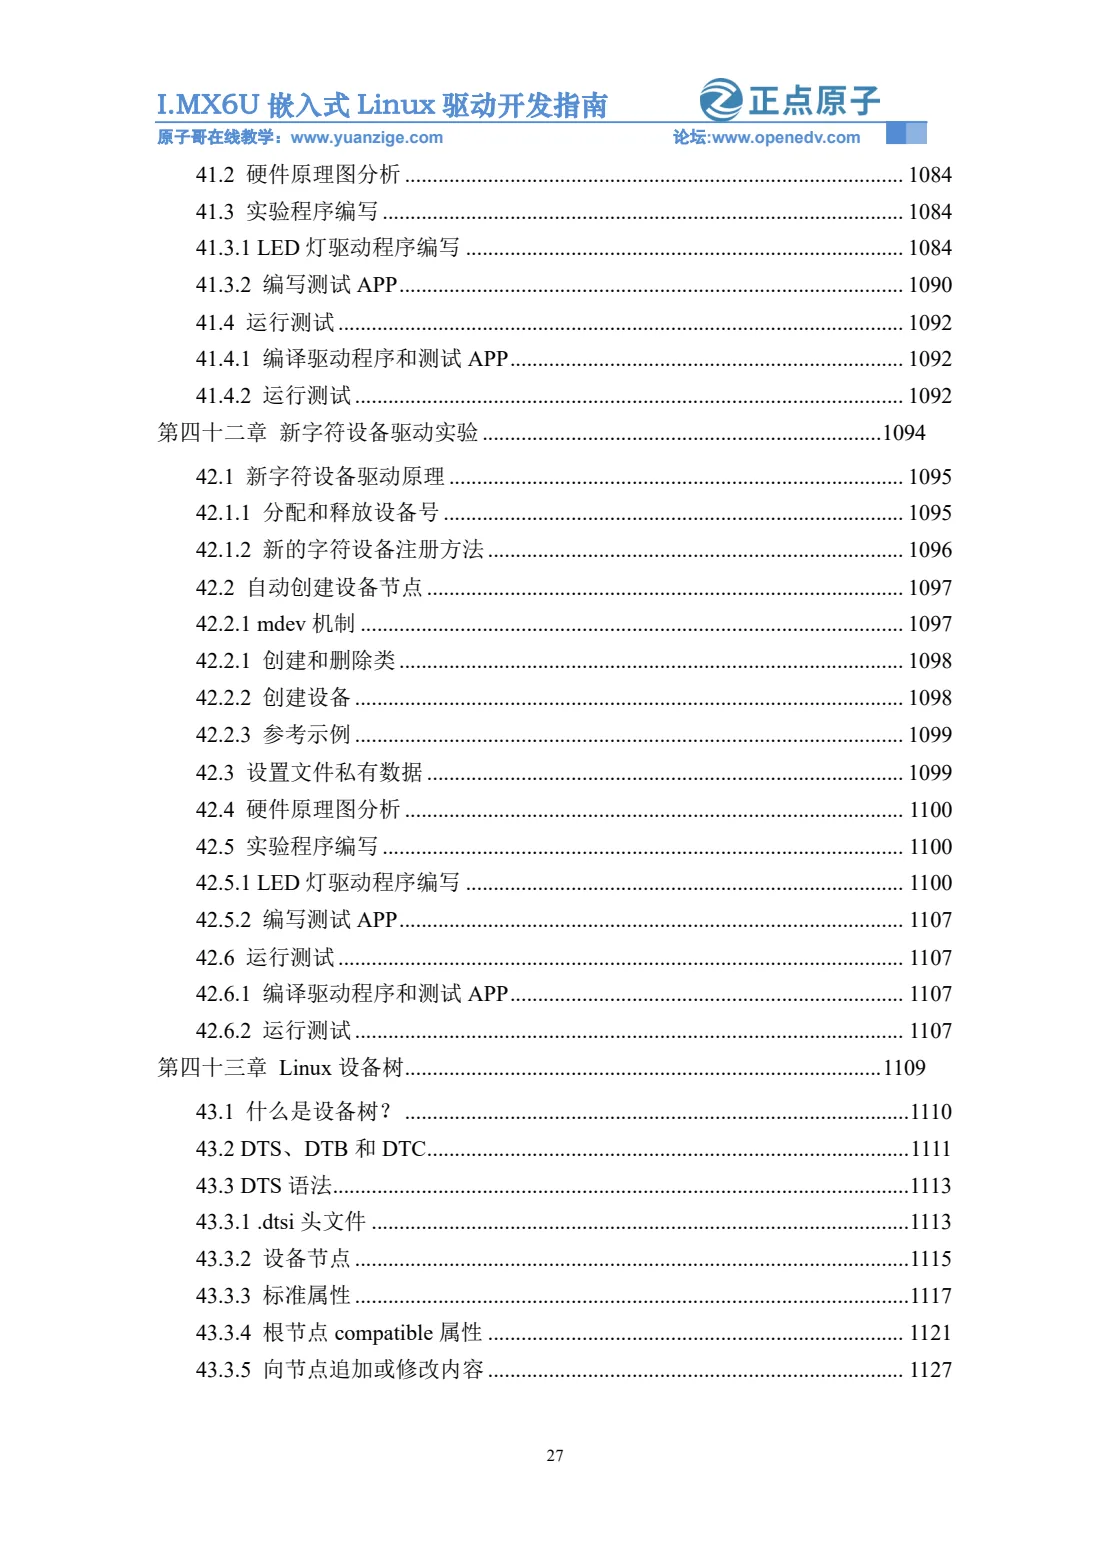 I.MX6U 嵌入式 Linux 驱动开发指南
正点原子
原子哥在线教学：www.yuanzige.com 论坛:www.openedv.com
41.2 硬件原理图分析 ........................................ 1084
41.3 实验程序编写 ........................................ 1084
41.3.1 LED 灯驱动程序编写 ........................................ 1084
41.3.2 编写测试 APP ........................................ 1090
41.4 运行测试 ........................................ 1092
41.4.1 编译驱动程序和测试 APP ........................................ 1092
41.4.2 运行测试 ........................................ 1092
第四十二章 新字符设备驱动实验 ........................................ 1094
42.1 新字符设备驱动原理 ........................................ 1095
42.1.1 分配和释放设备号 ........................................ 1095
42.1.2 新的字符设备注册方法 ........................................ 1096
42.2 自动创建设备节点 ........................................ 1097
42.2.1 mdev 机制 ........................................ 1097
42.2.1 创建和删除类 ........................................ 1098
42.2.2 创建设备 ........................................ 1098
42.2.3 参考示例 ........................................ 1099
42.3 设置文件私有数据 ........................................ 1099
42.4 硬件原理图分析 ........................................ 1100
42.5 实验程序编写 ........................................ 1100
42.5.1 LED 灯驱动程序编写 ........................................ 1100
42.5.2 编写测试 APP ........................................ 1107
42.6 运行测试 ........................................ 1107
42.6.1 编译驱动程序和测试 APP ........................................ 1107
42.6.2 运行测试 ........................................ 1107
第四十三章 Linux 设备树 ........................................ 1109
43.1 什么是设备树？ ........................................ 1110
43.2 DTS、DTB 和 DTC ........................................ 1111
43.3 DTS 语法 ........................................ 1113
43.3.1 .dtsi 头文件 ........................................ 1113
43.3.2 设备节点 ........................................ 1115
43.3.3 标准属性 ........................................ 1117
43.3.4 根节点 compatible 属性 ........................................ 1121
43.3.5 向节点追加或修改内容 ........................................ 1127
27